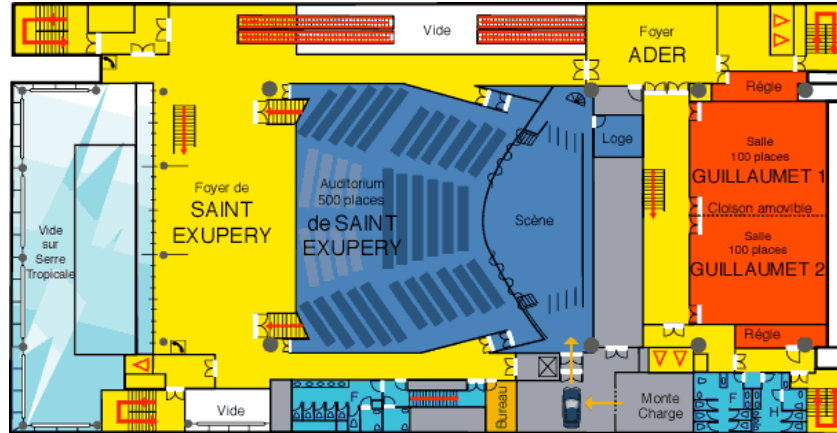 Vide
Foyer
ADER
Régie
Loge
Salle
100 places
GUILLAUMET 1
Cloison amovible
Salle
100 places
GUILLAUMET 2
Régie
Foyer de
SAINT
EXUPERY
Auditorium
500 places
de SAINT
EXUPERY
Scène
Vide
sur
Serre
Tropicale
Vide
F
Bureau
Monte
Charge
F
H